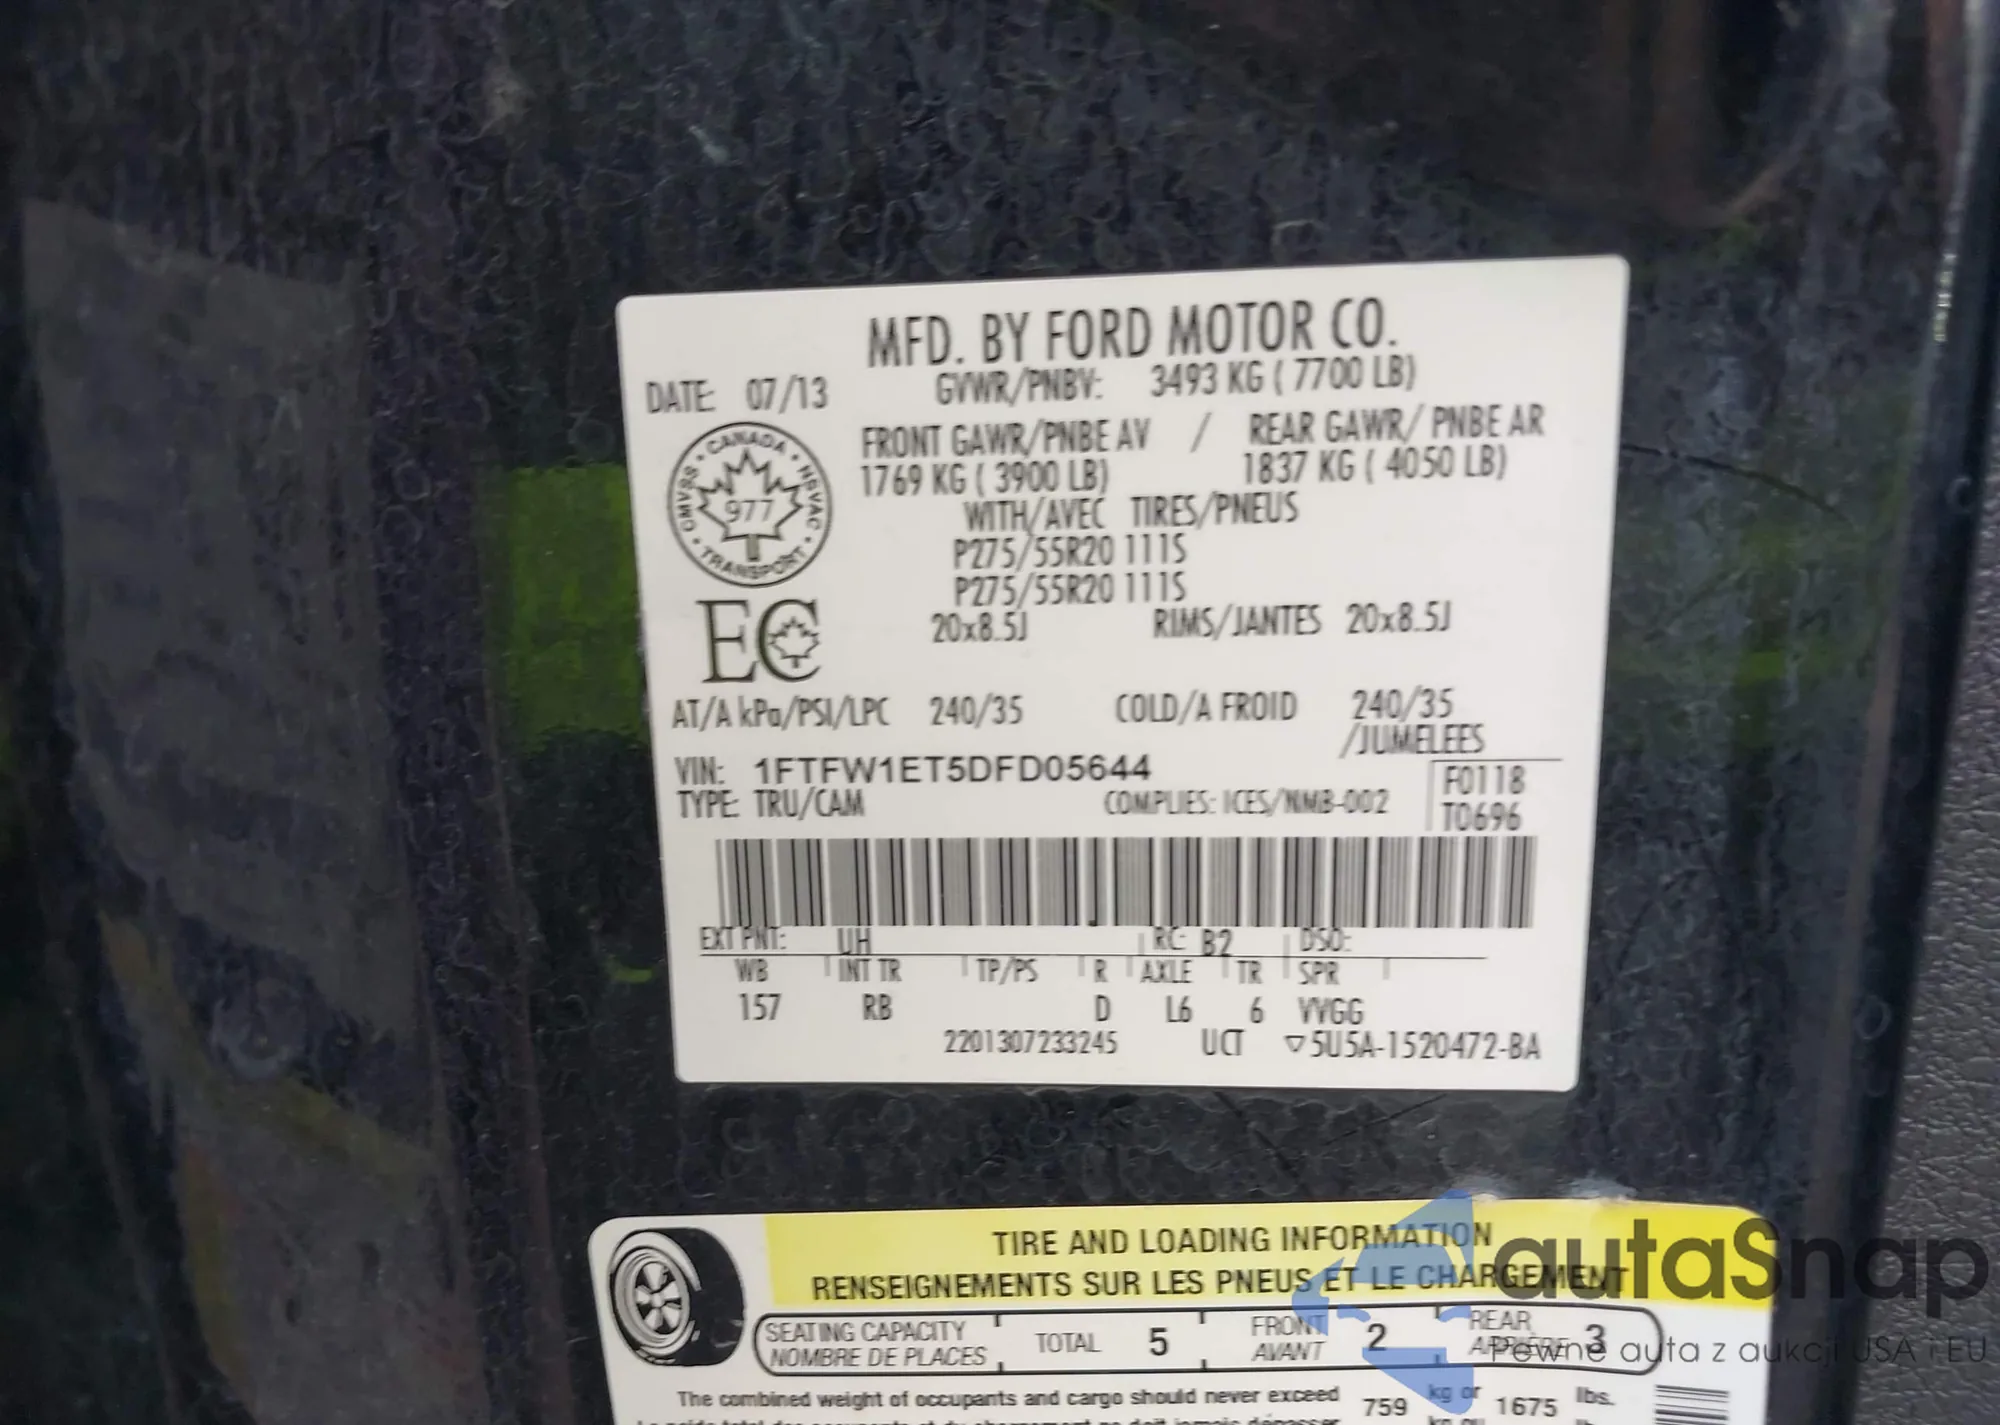 MFD. BY FORD MOTOR CO.
DATE: 07/13 GVWR/PNBV: 3493 KG ( 7700 LB)
FRONT GAWR/PNBE AV / REAR GAWR/ PNBE AR
1769 KG ( 3900 LB) 1837 KG ( 4050 LB)
WITH/AVEC TIRES/PNEUS
P275/55R20 111S
P275/55R20 111S
20x8.5J RIMS/JANTES 20x8.5J
CANADA • NSVAC • TRANSPORT • CMVSS •
977
EC
AT/A kPa/PSI/LPC 240/35 COLD/A FROID 240/35
/JUMELEES
VIN: 1FTFW1ET5DFD05644
F0118
TYPE: TRU/CAM COMPLIES: ICES/NMB-002
T0696
EXT PNT: UH RC: B2 DSO:
WB INT TR TP/PS R AXLE TR SPR
157 RB D L6 6 VVGG
2201307233245 UCT ▽5U5A-1520472-BA
TIRE AND LOADING INFORMATION
RENSEIGNEMENTS SUR LES PNEUS ET LE CHARGEMENT
SEATING CAPACITY TOTAL 5 FRONT 2 REAR 3
NOMBRE DE PLACES AVANT ARRIÈRE
The combined weight of occupants and cargo should never exceed 759 kg or 1675 lbs.
autaSnap
Pewne auta z aukcji USA i EU